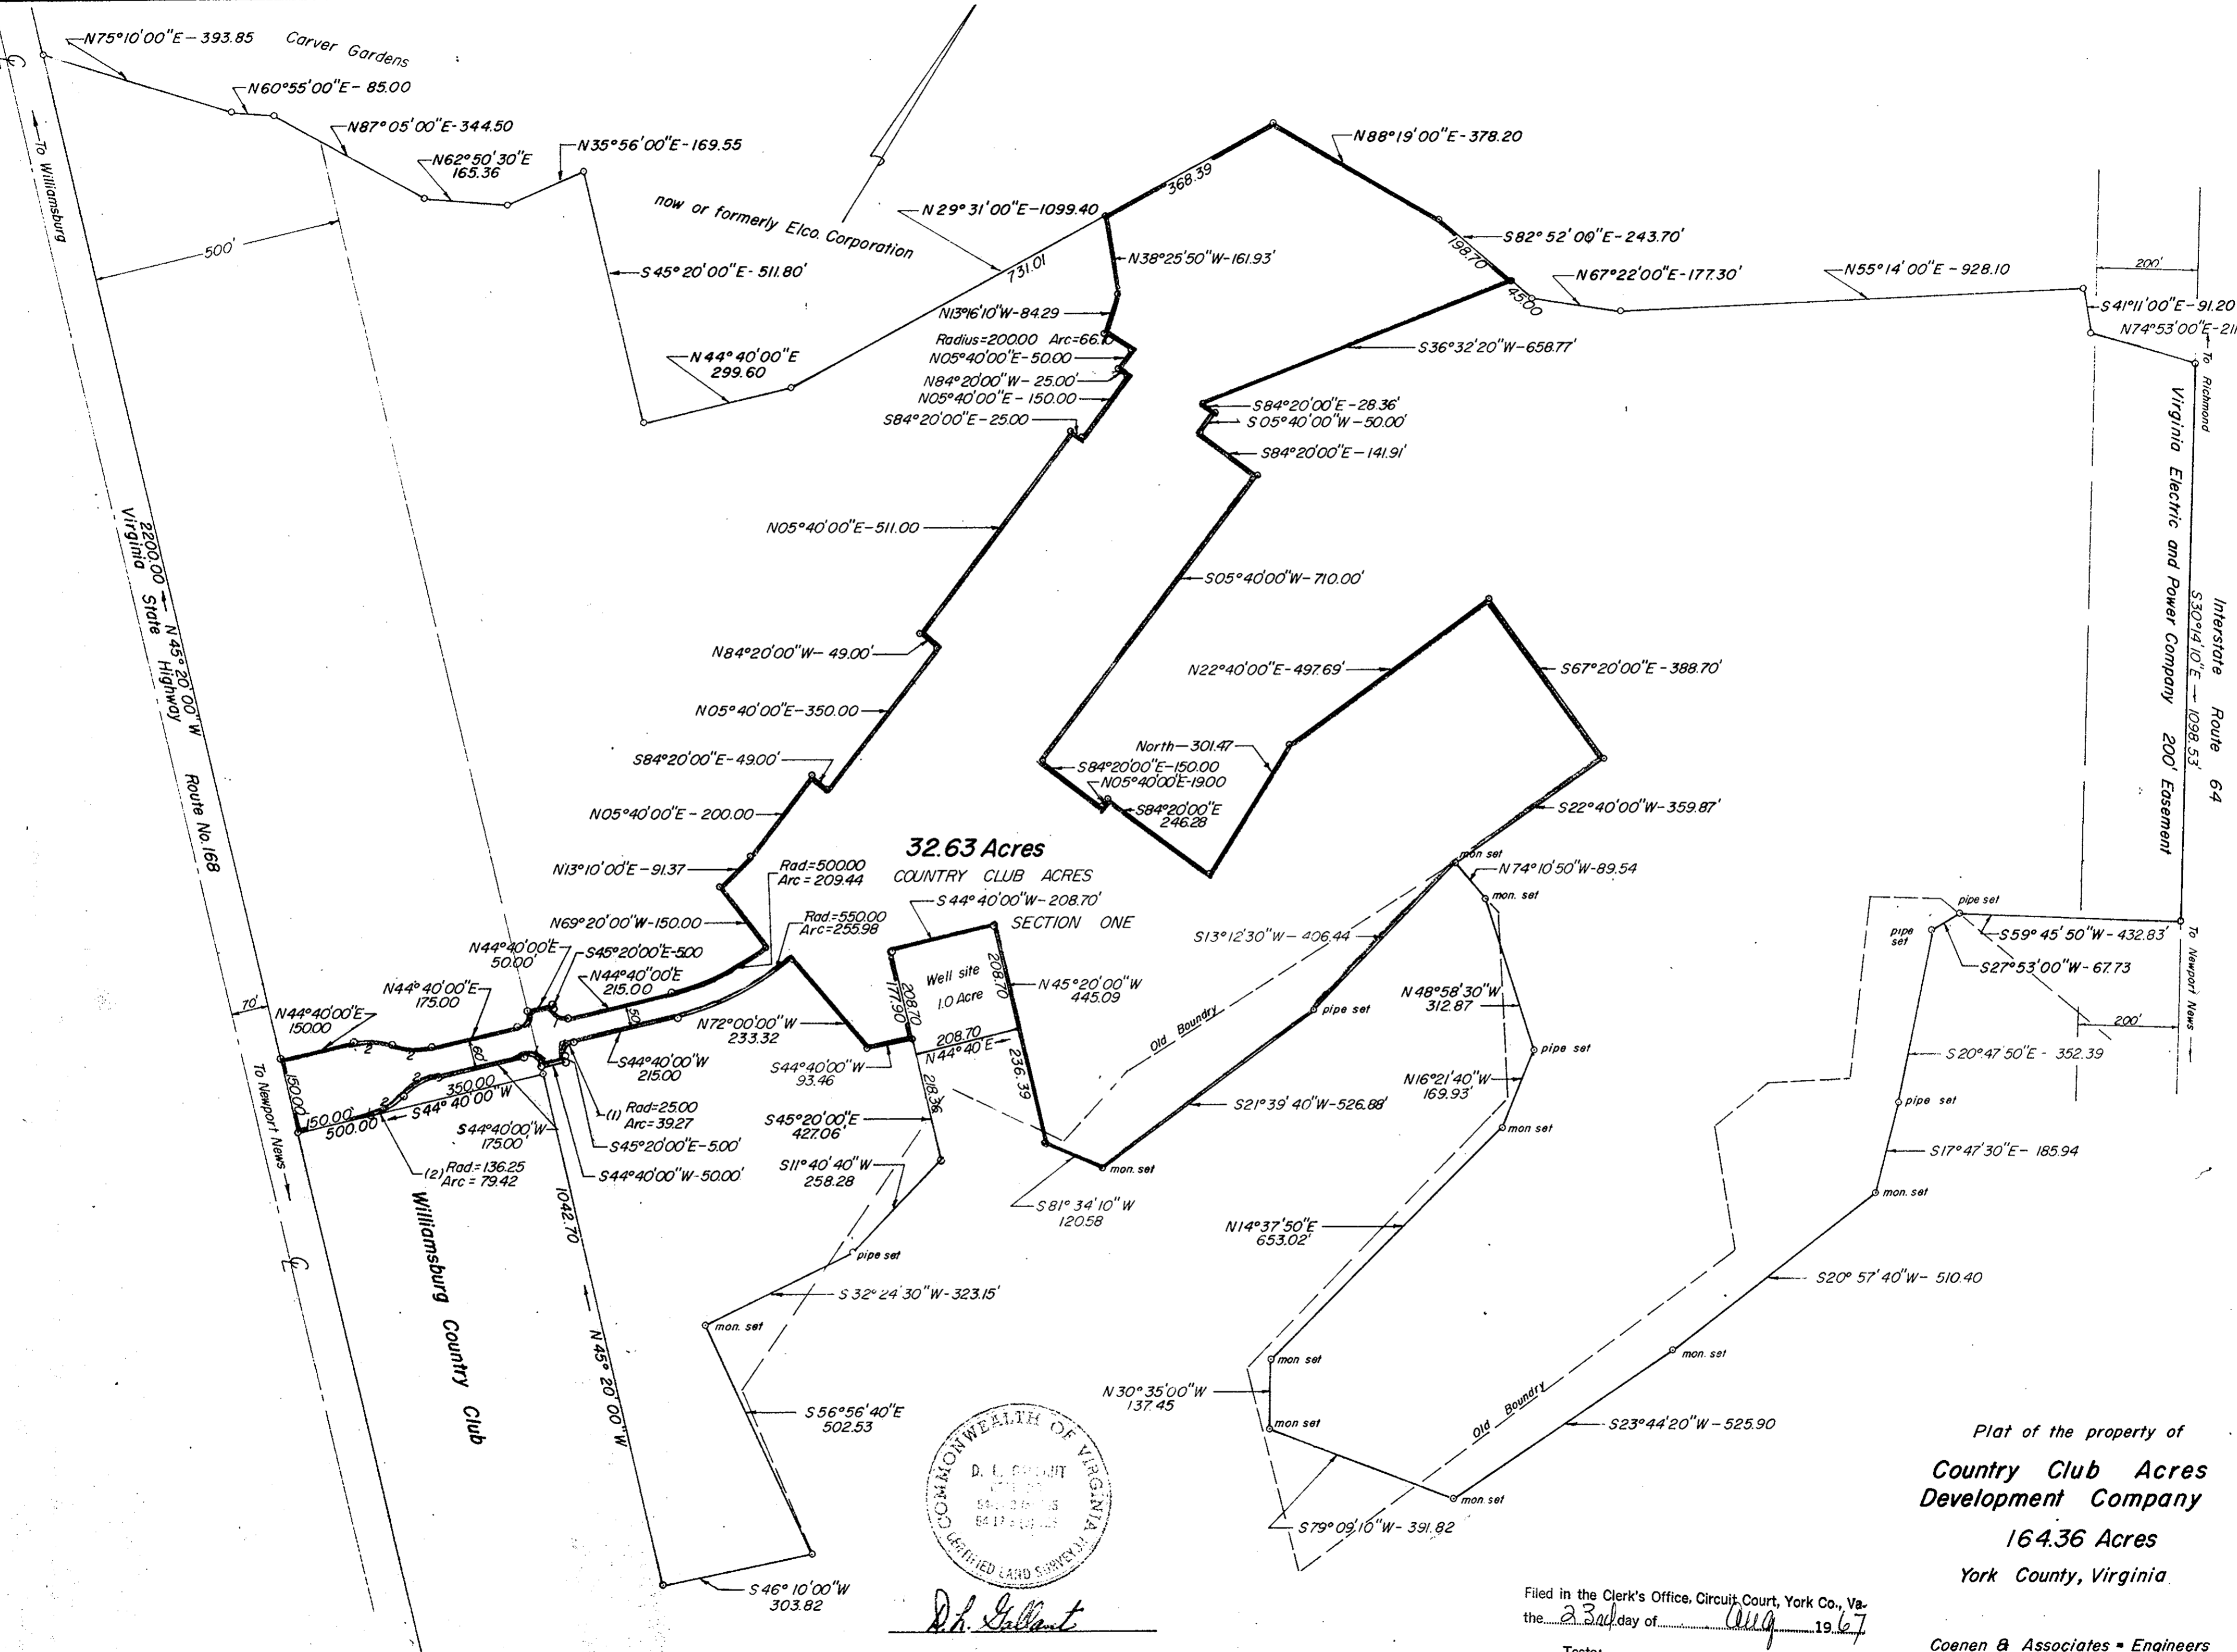 N75°10'00"E-393.85
Carver Gardens
N60°55'00"E-85.00
N87°05'00"E-344.50
N62°50'30"E
165.36
N35°56'00"E-169.55
To Williamsburg
500'
now or formerly Elco. Corporation
S45°20'00"E-511.80'
N29°31'00"E-1099.40
731.01
368.39
N44°40'00"E
299.60
N88°19'00"E-378.20
S82°52'00"E-243.70'
198.70
45.00
N67°22'00"E-177.30'
N55°14'00"E-928.10
200'
S41°11'00"E-91.20
N74°53'00"E-211
To Richmond
N38°25'50"W-161.93'
N13°16'10"W-84.29
Radius=200.00 Arc=66.
N05°40'00"E-50.00
N84°20'00"W-25.00'
N05°40'00"E-150.00
S84°20'00"E-25.00
S36°32'20"W-658.77'
S84°20'00"E-28.36'
S05°40'00"W-50.00'
S84°20'00"E-141.91'
Virginia Electric and Power Company 200' Easement
S30°14'10"E-1098.53'
Interstate Route 64
N05°40'00"E-511.00
S05°40'00"W-710.00'
2200.00
N45°20'00"W
Virginia State Highway
Route No.168
N84°20'00"W-49.00'
N05°40'00"E-350.00
S84°20'00"E-49.00'
N05°40'00"E-200.00
N13°10'00"E-91.37
N69°20'00"W-150.00
N22°40'00"E-497.69'
S67°20'00"E-388.70'
North-301.47
S84°20'00"E-150.00
N05°40'00"E-19.00
S84°20'00"E
246.28
S22°40'00"W-359.87'
32.63 Acres
COUNTRY CLUB ACRES
SECTION ONE
Rad=500.00
Arc=209.44
Rad=550.00
Arc=255.98
S44°40'00"W-208.70'
Well site
1.0 Acre
208.70
177.90
208.70
208.70
N44°40'E
N45°20'00"W
445.09
236.39
218.36
mon set
N74°10'50"W-89.54
mon. set
S13°12'30"W-406.44
pipe set
Old Boundry
N48°58'30"W
312.87
pipe set
N16°21'40"W
169.93'
mon set
pipe set
pipe set
S59°45'50"W-432.83'
S27°53'00"W-67.73
200'
To Newport News
S20°47'50"E-352.39
pipe set
S17°47'30"E-185.94
mon. set
N44°40'00"E
50.00'
S45°20'00"E-5.00
N44°40'00"E
215.00
N44°40'00"E
175.00
N44°40'00"E
150.00
70'
2
2
60'
50'
150.00'
150.00'
500.00
2
2
350.00
S44°40'00"W
S44°40'00"W
175.00'
S44°40'00"W
215.00
N72°00'00"W
233.32
S44°40'00"W
93.46
(1) Rad=25.00
Arc=39.27
S45°20'00"E-5.00'
S44°40'00"W-50.00'
(2) Rad.=136.25
Arc=79.42
To Newport News
Williamsburg Country Club
1042.70
N45°20'00"W
S45°20'00"E
427.06'
S11°40'40"W
258.28
pipe set
S32°24'30"W-323.15'
mon. set
S56°56'40"E
502.53
S46°10'00"W
303.82
S81°34'10"W
120.58
mon. set
S21°39'40"W-526.88'
N14°37'50"E
653.02'
mon set
N30°35'00"W
137.45
mon set
S79°09'10"W-391.82
mon. set
Old Boundry
S23°44'20"W-525.90
mon. set
S20°57'40"W-510.40
COMMONWEALTH OF VIRGINIA
CERTIFIED LAND SURVEYOR
D.L. Gallant
Plat of the property of
Country Club Acres
Development Company
164.36 Acres
York County, Virginia
Filed in the Clerk's Office, Circuit Court, York Co., Va.
the 23rd day of Aug 1967
Teste:
Coenen & Associates - Engineers